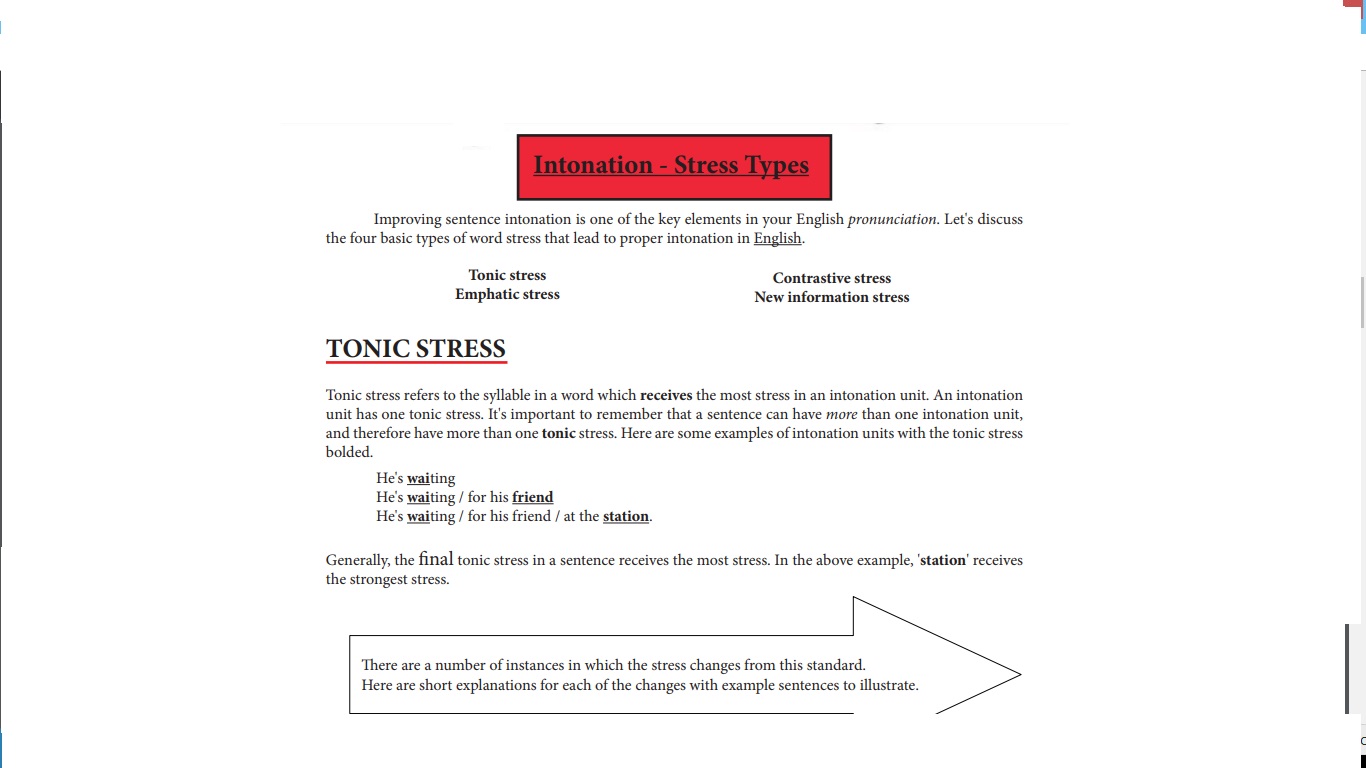 Intonation - Stress Types
Improving sentence intonation is one of the key elements in your English pronunciation. Let's discuss
the four basic types of word stress that lead to proper intonation in English.
Tonic stress
Emphatic stress
Contrastive stress
New information stress
TONIC STRESS
Tonic stress refers to the syllable in a word which receives the most stress in an intonation unit. An intonation
unit has one tonic stress. It's important to remember that a sentence can have more than one intonation unit,
and therefore have more than one tonic stress. Here are some examples of intonation units with the tonic stress
bolded.
He's waiting
He's waiting / for his friend
He's waiting / for his friend / at the station.
Generally, the final tonic stress in a sentence receives the most stress. In the above example, 'station' receives
the strongest stress.
There are a number of instances in which the stress changes from this standard.
Here are short explanations for each of the changes with example sentences to illustrate.